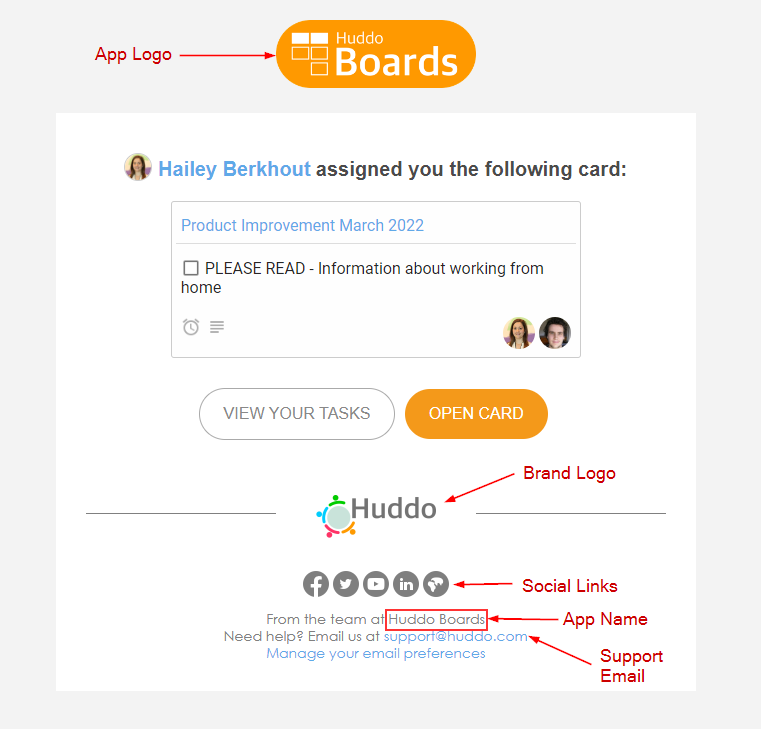 App Logo
Huddo
Boards
Hailey Berkhout assigned you the following card:
Product Improvement March 2022
PLEASE READ - Information about working from
home
VIEW YOUR TASKS
OPEN CARD
Brand Logo
Huddo
in
Social Links
From the team at Huddo Boards
App Name
Need help? Email us at support@huddo.com
Manage your email preferences
Support
Email